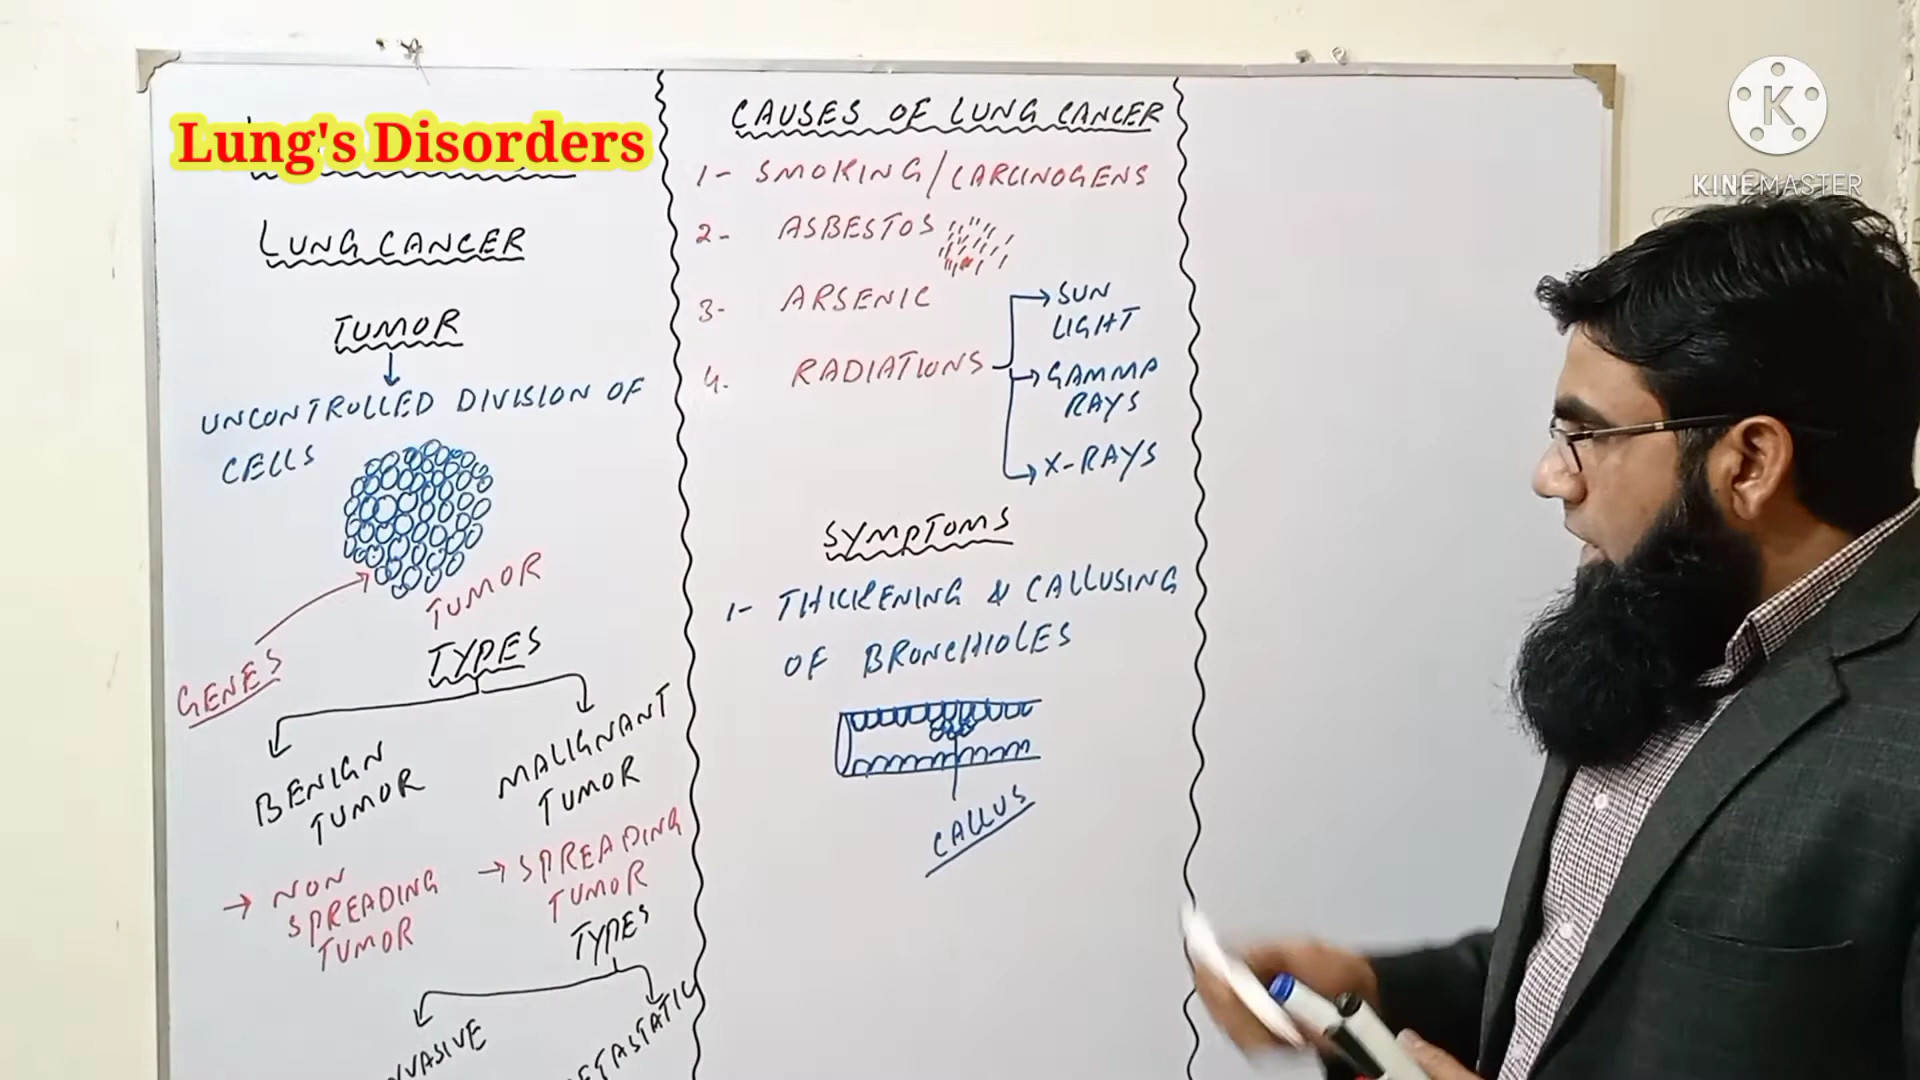 Lung's Disorders
LUNG CANCER
TUMOR
UNCONTROLLED DIVISION OF
CELLS
TUMOR
GENES
TYPES
BENIGN
TUMOR
MALIGNANT
TUMOR
→ NON
SPREADING
TUMOR
→ SPREADING
TUMOR
TYPES
NVASIVE
ETASTATIC
CAUSES OF LUNG CANCER
1- SMOKING/CARCINOGENS
2- ASBESTOS
3- ARSENIC
4. RADIATIONS
SUN
LIGHT
GAMMA
RAYS
X-RAYS
SYMPTOMS
1- THICKENING & CALLUSING
OF BRONCHIOLES
CALLUS
K
KINEMASTER